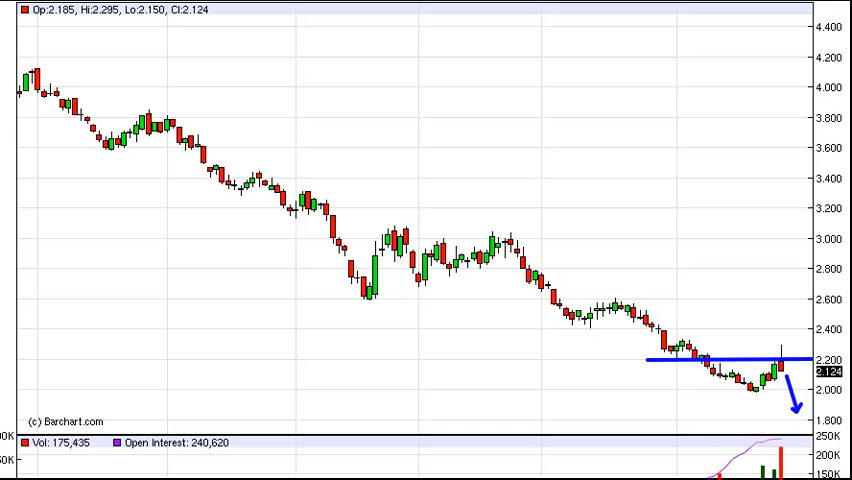 Op:2.185, Hi:2.295, Lo:2.150, Cl:2.124
4.400
4.200
4.000
3.800
3.600
3.400
3.200
3.000
2.800
2.600
2.400
2.200
2.124
2.000
1.800
(c) Barchart.com
Vol: 175,435 Open Interest: 240,620
00K 250K
200K
50K
150K